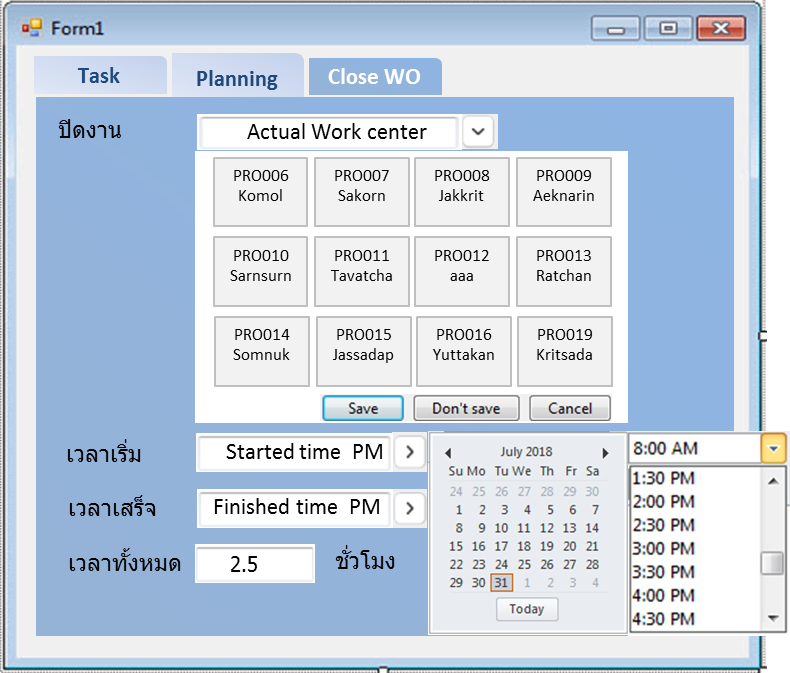 Form1
Task Planning Close WO
ปิดงาน Actual Work center
PRO006 PRO007 PRO008 PRO009
Komol Sakorn Jakkrit Aeknarin
PRO010 PRO011 PRO012 PRO013
Sarnsurn Tavatcha aaa Ratchan
PRO014 PRO015 PRO016 PRO019
Somnuk Jassadap Yuttakan Kritsada
Save Don't save Cancel
เวลาเริ่ม Started time PM
เวลาเสร็จ Finished time PM
เวลาทั้งหมด 2.5 ชั่วโมง
July 2018
Su Mo Tu We Th Fr Sa
24 25 26 27 28 29 30
1 2 3 4 5 6 7
8 9 10 11 12 13 14
15 16 17 18 19 20 21
22 23 24 25 26 27 28
29 30 31 1 2 3 4
Today
8:00 AM
1:30 PM
2:00 PM
2:30 PM
3:00 PM
3:30 PM
4:00 PM
4:30 PM